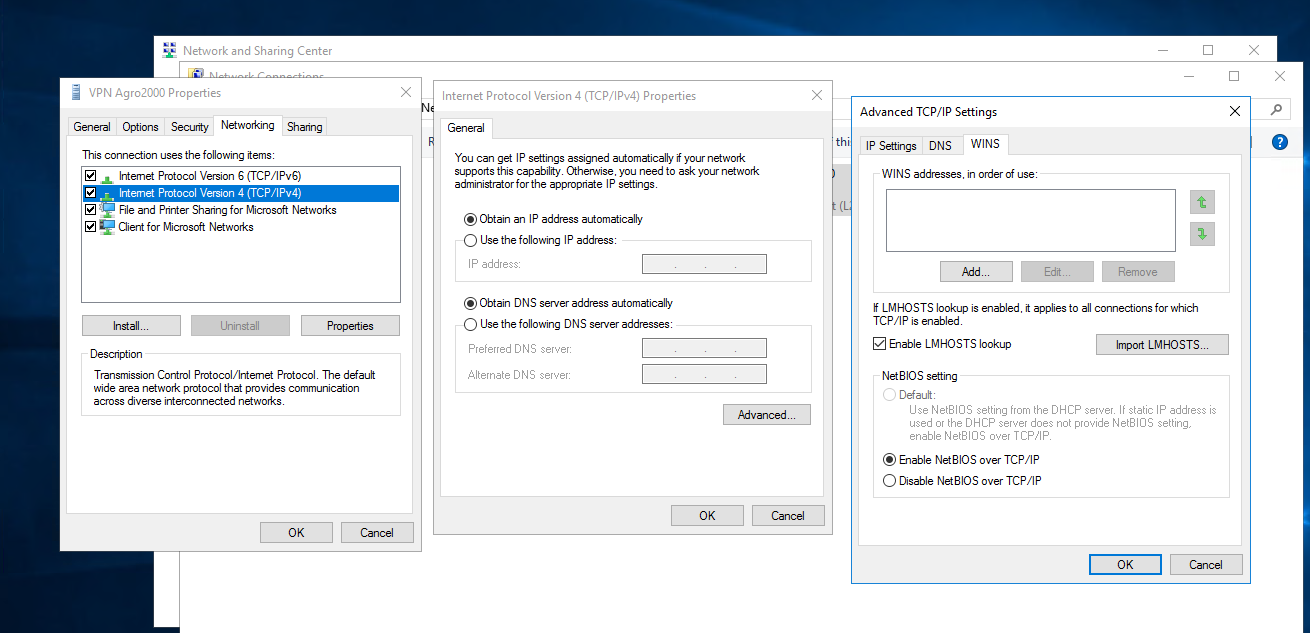 Network and Sharing Center
Network Connections
VPN Agro2000 Properties
General
Options
Security
Networking
Sharing
This connection uses the following items:
Internet Protocol Version 6 (TCP/IPv6)
Internet Protocol Version 4 (TCP/IPv4)
File and Printer Sharing for Microsoft Networks
Client for Microsoft Networks
Install...
Uninstall
Properties
Description
Transmission Control Protocol/Internet Protocol. The default
wide area network protocol that provides communication
across diverse interconnected networks.
OK
Cancel
Internet Protocol Version 4 (TCP/IPv4) Properties
General
You can get IP settings assigned automatically if your network
supports this capability. Otherwise, you need to ask your network
administrator for the appropriate IP settings.
Obtain an IP address automatically
Use the following IP address:
IP address:
Obtain DNS server address automatically
Use the following DNS server addresses:
Preferred DNS server:
Alternate DNS server:
Advanced...
OK
Cancel
Advanced TCP/IP Settings
IP Settings
DNS
WINS
WINS addresses, in order of use:
Add...
Edit...
Remove
If LMHOSTS lookup is enabled, it applies to all connections for which
TCP/IP is enabled.
Enable LMHOSTS lookup
Import LMHOSTS...
NetBIOS setting
Default:
Use NetBIOS setting from the DHCP server. If static IP address is
used or the DHCP server does not provide NetBIOS setting,
enable NetBIOS over TCP/IP.
Enable NetBIOS over TCP/IP
Disable NetBIOS over TCP/IP
OK
Cancel